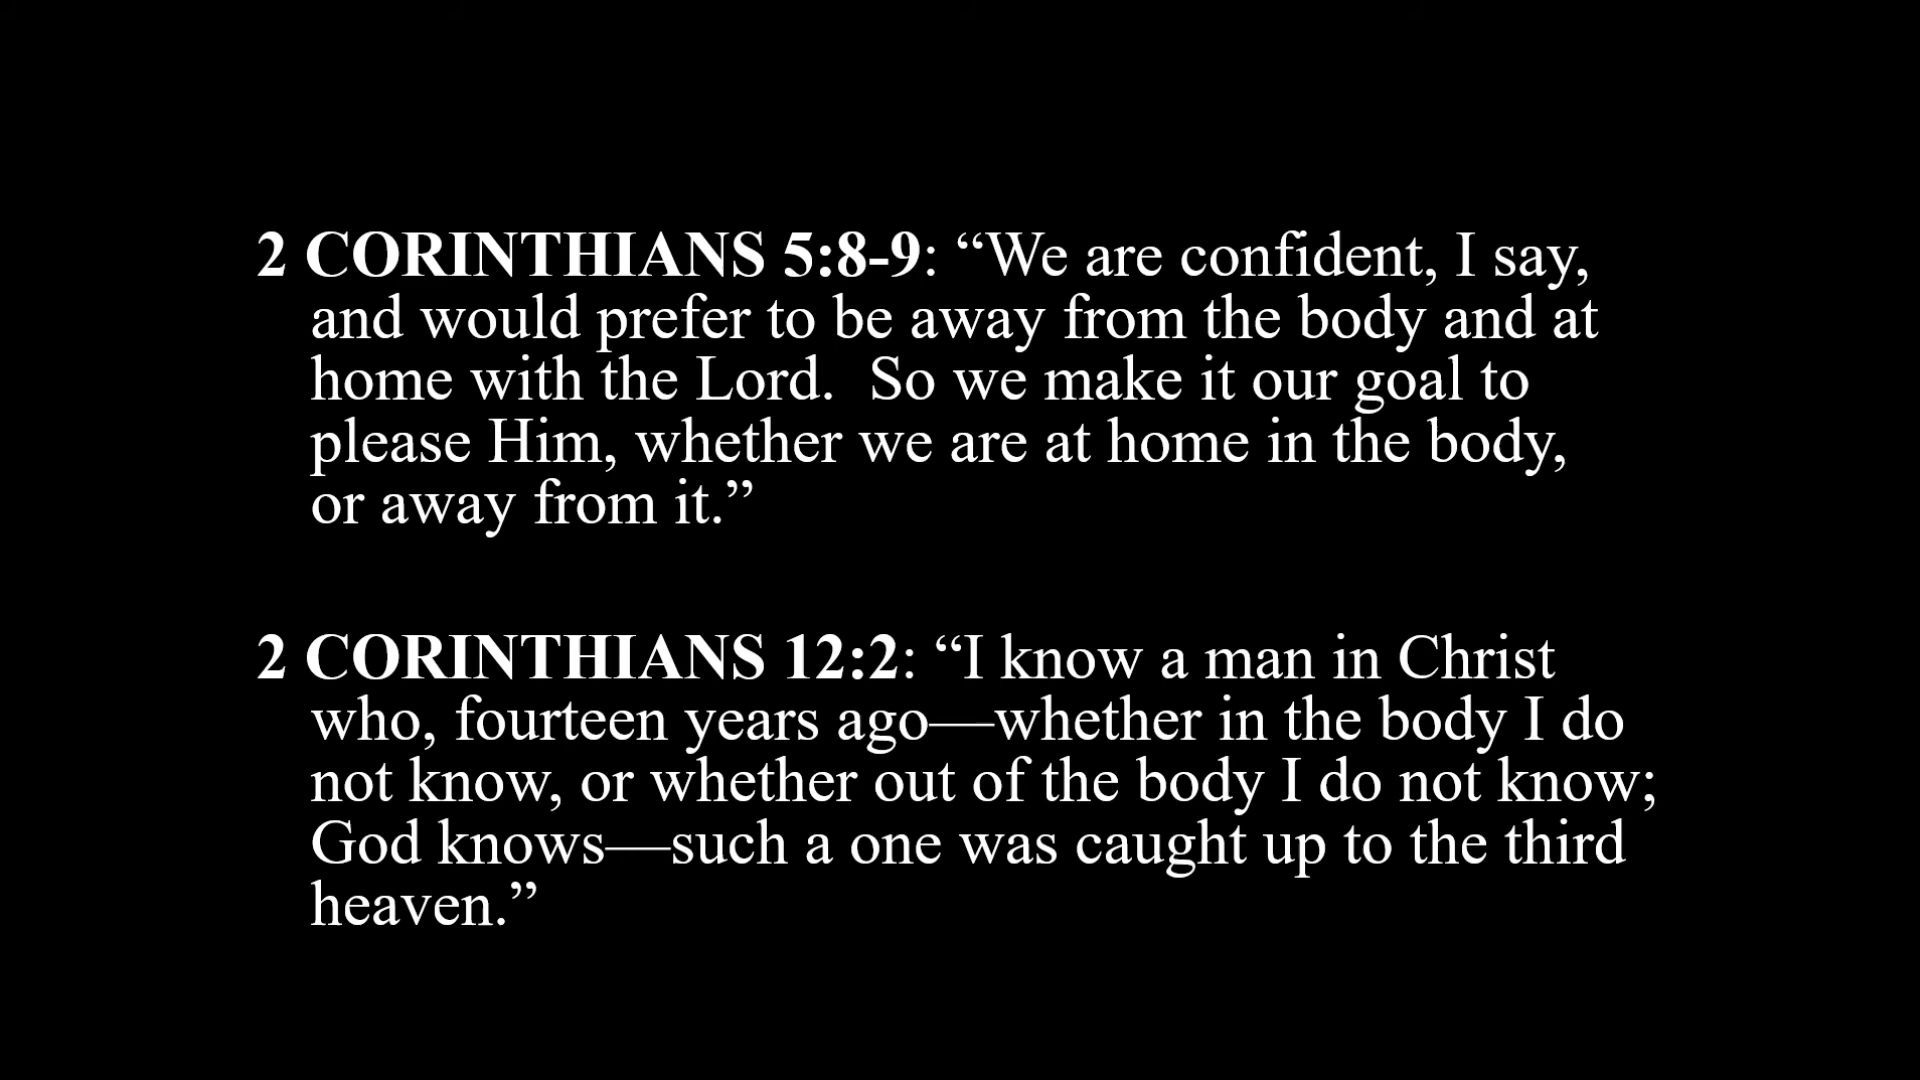 2 CORINTHIANS 5:8-9: “We are confident, I say,
and would prefer to be away from the body and at
home with the Lord.  So we make it our goal to
please Him, whether we are at home in the body,
or away from it.”
2 CORINTHIANS 12:2: “I know a man in Christ
who, fourteen years ago—whether in the body I do
not know, or whether out of the body I do not know;
God knows—such a one was caught up to the third
heaven.”